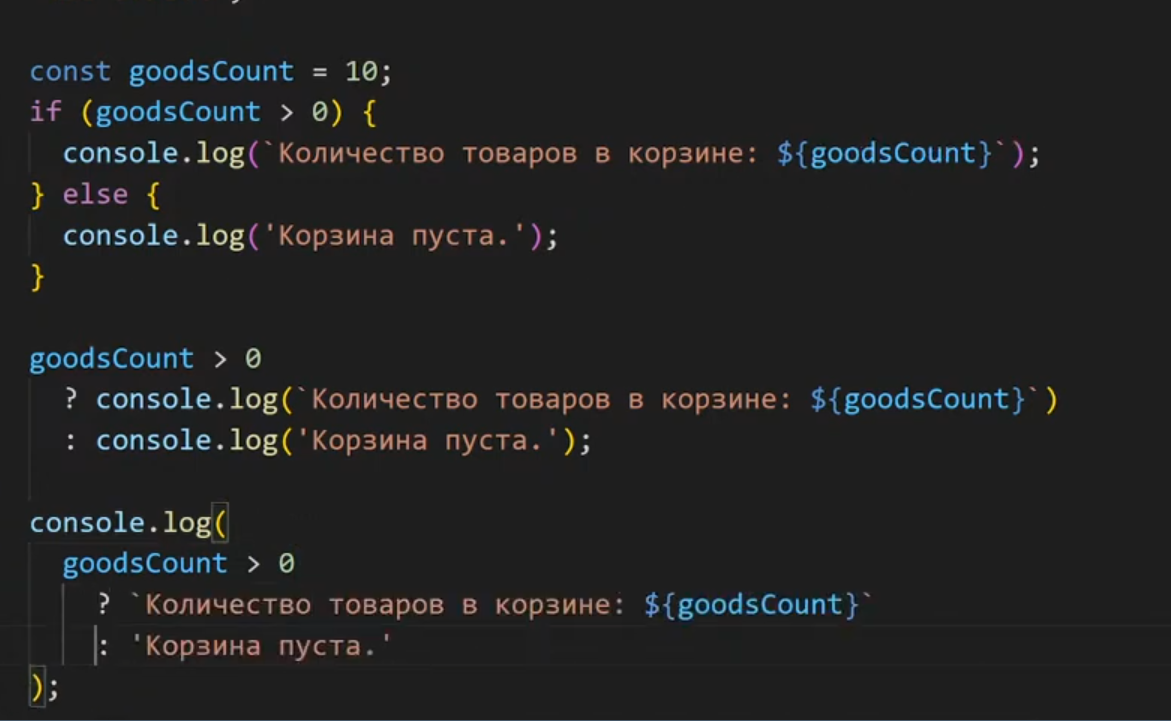 const goodsCount = 10;
if (goodsCount > 0) {
  console.log(`Количество товаров в корзине: ${goodsCount}`);
} else {
  console.log('Корзина пуста.');
}
goodsCount > 0
  ? console.log(`Количество товаров в корзине: ${goodsCount}`)
  : console.log('Корзина пуста.');
console.log(
  goodsCount > 0
    ? `Количество товаров в корзине: ${goodsCount}`
    : 'Корзина пуста.'
);